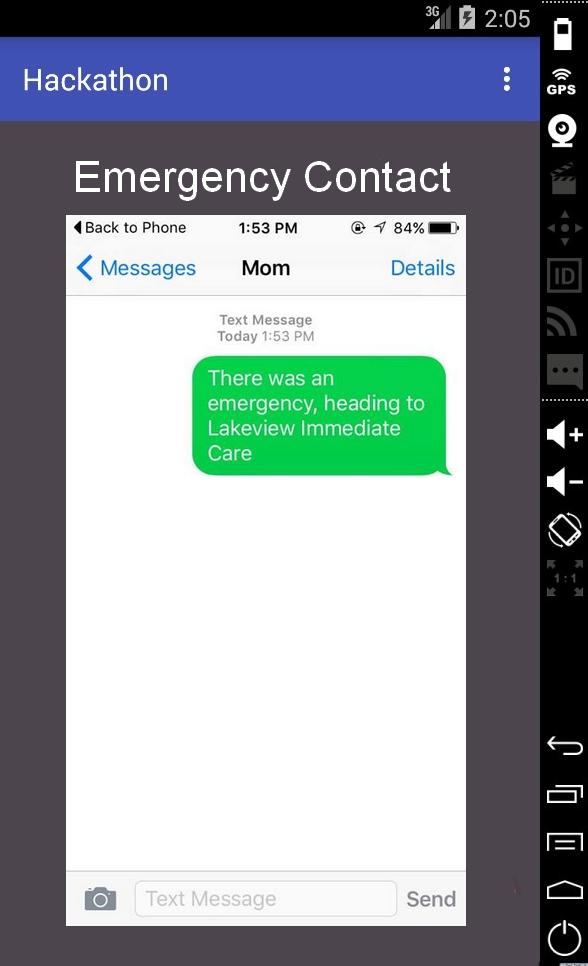 3G 2:05
Hackathon
GPS
Emergency Contact
Back to Phone 1:53 PM 84%
Messages Mom Details
ID
Text Message
Today 1:53 PM
There was an
emergency, heading to
Lakeview Immediate
Care
1:1
Text Message Send